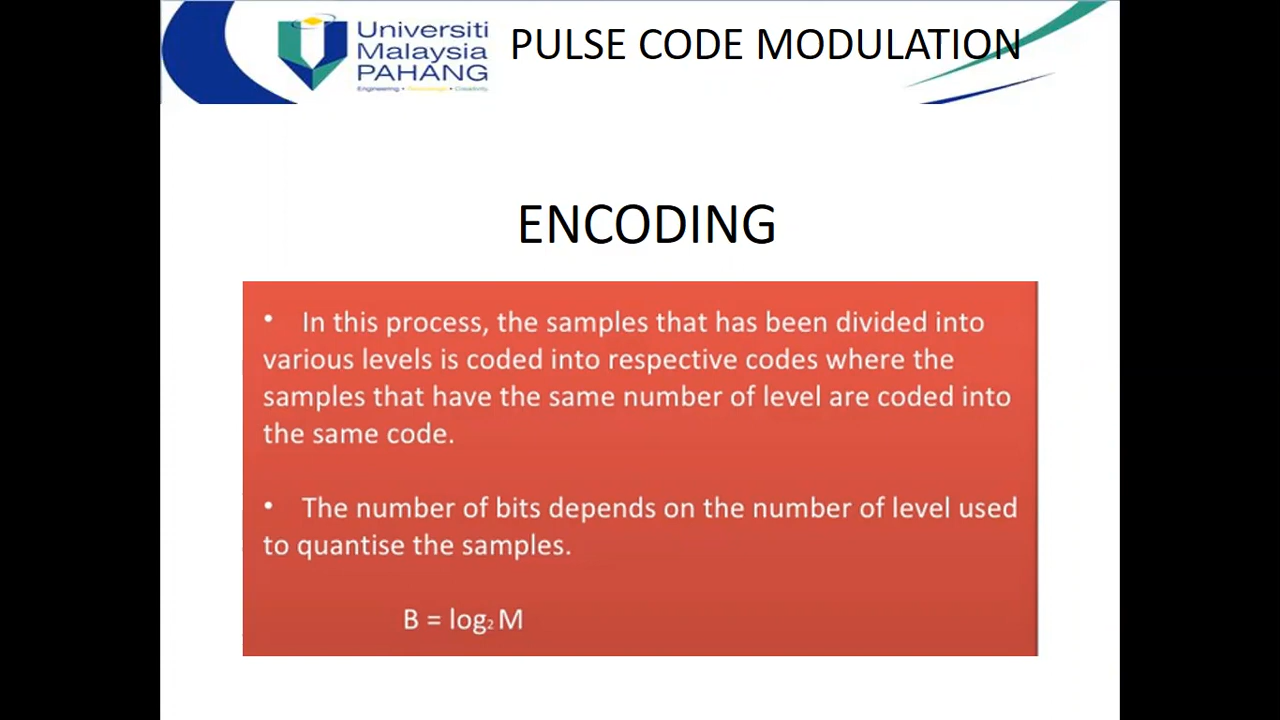 Universiti
Malaysia
PAHANG
Engineering • Technology • Creativity
PULSE CODE MODULATION
ENCODING
• In this process, the samples that has been divided into
various levels is coded into respective codes where the
samples that have the same number of level are coded into
the same code.
• The number of bits depends on the number of level used
to quantise the samples.
B = log₂ M